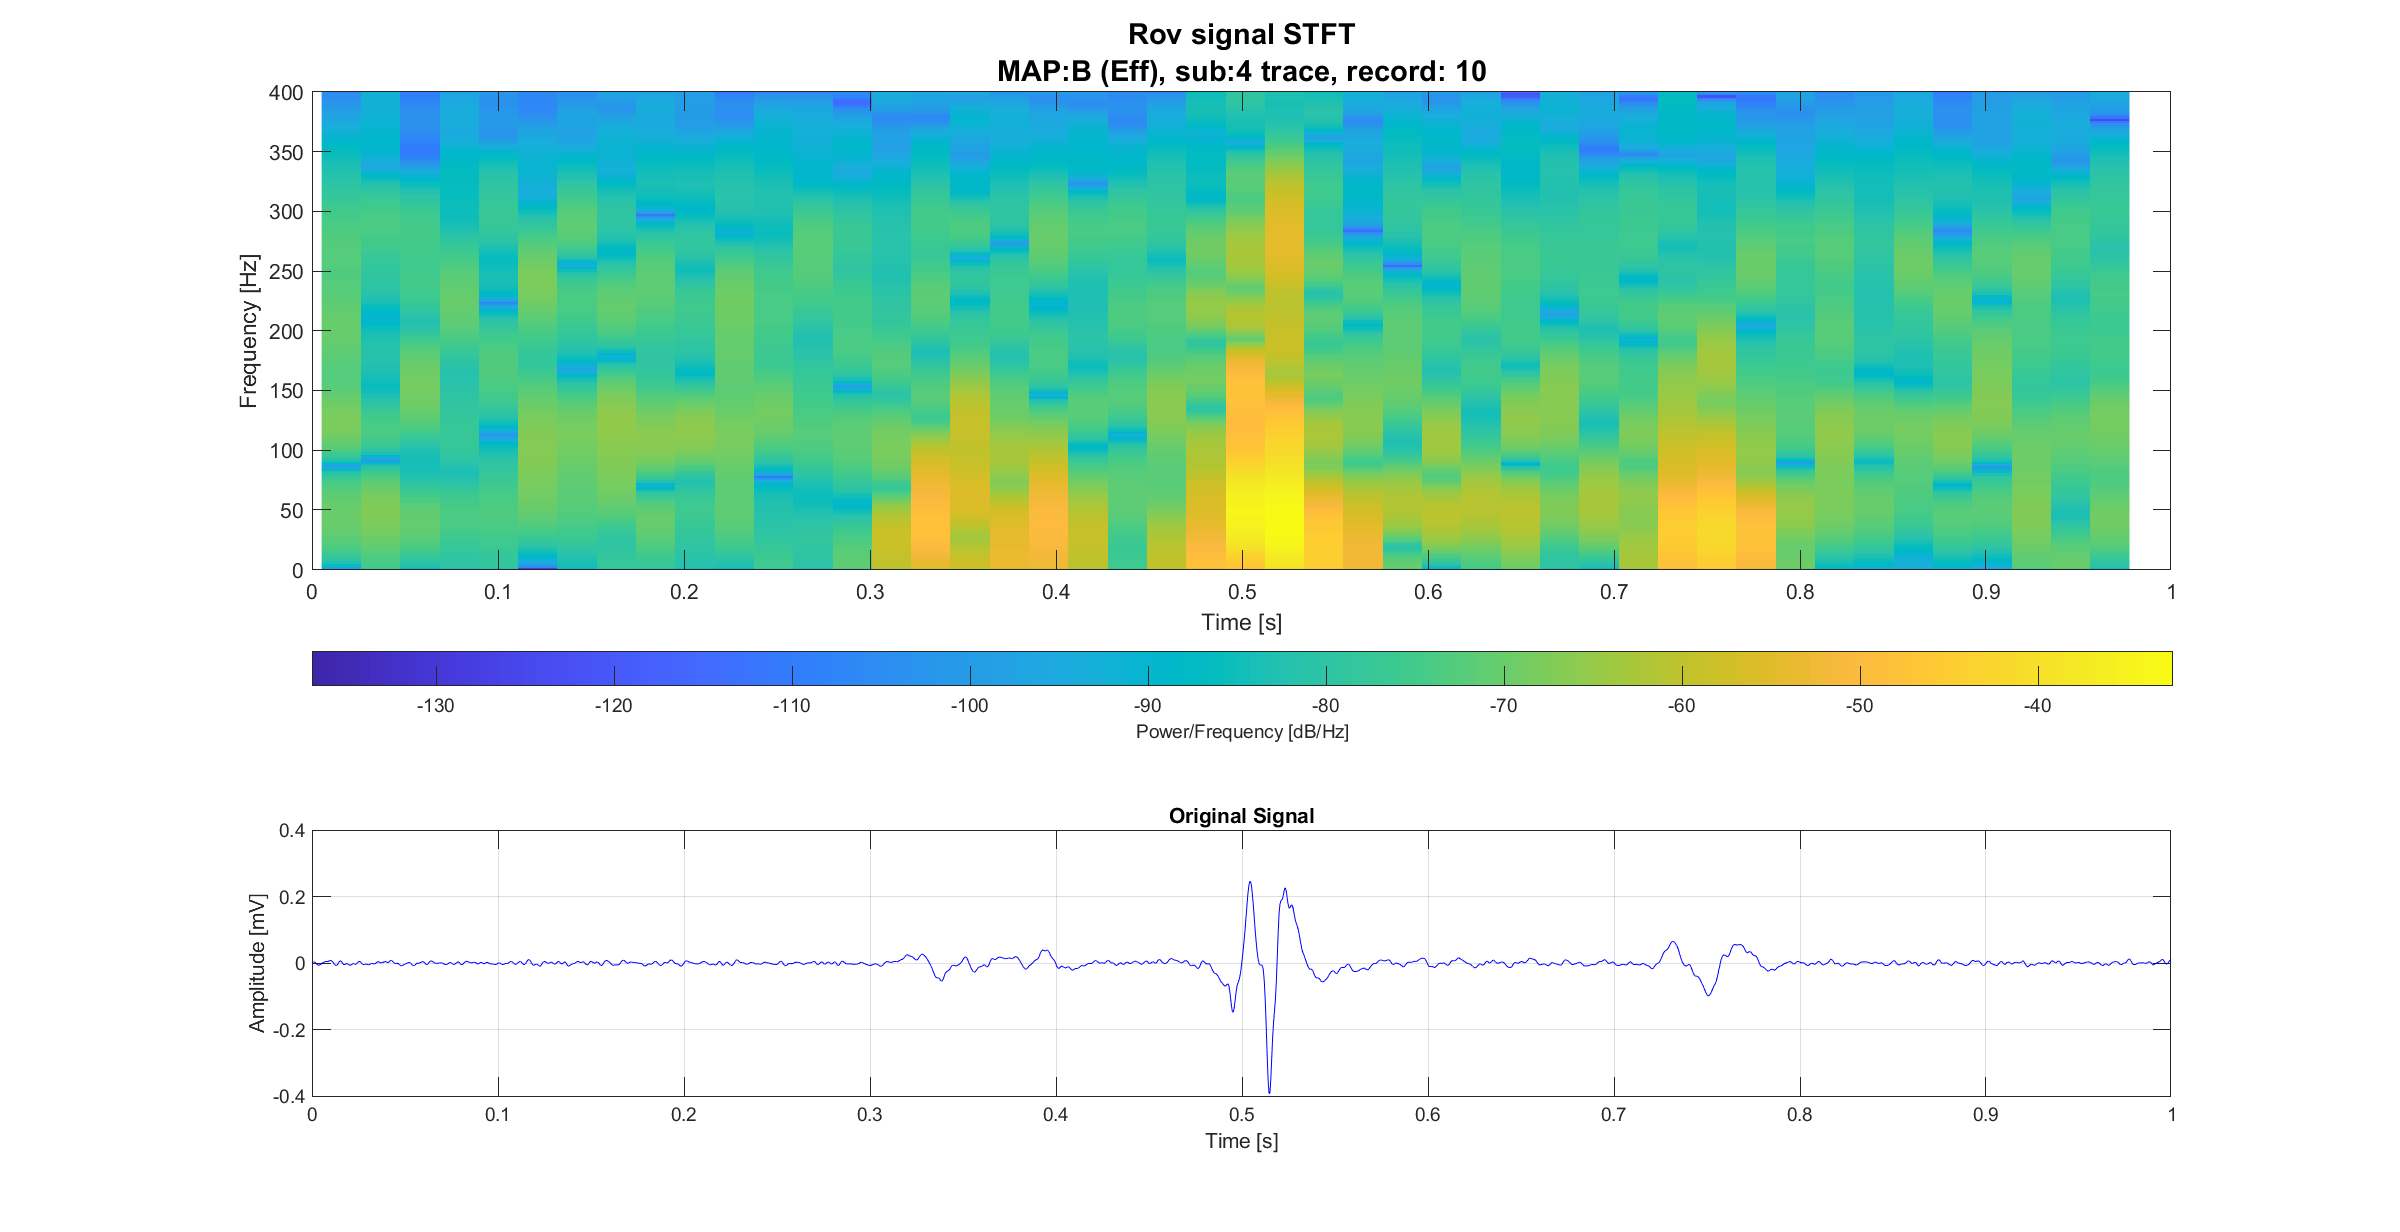 Rov signal STFT
MAP:B (Eff), sub:4 trace, record: 10
400
350
300
250
200
150
100
50
0
Frequency [Hz]
0 0.1 0.2 0.3 0.4 0.5 0.6 0.7 0.8 0.9 1
Time [s]
-130 -120 -110 -100 -90 -80 -70 -60 -50 -40
Power/Frequency [dB/Hz]
Original Signal
0.4
0.2
0
-0.2
-0.4
Amplitude [mV]
0 0.1 0.2 0.3 0.4 0.5 0.6 0.7 0.8 0.9 1
Time [s]